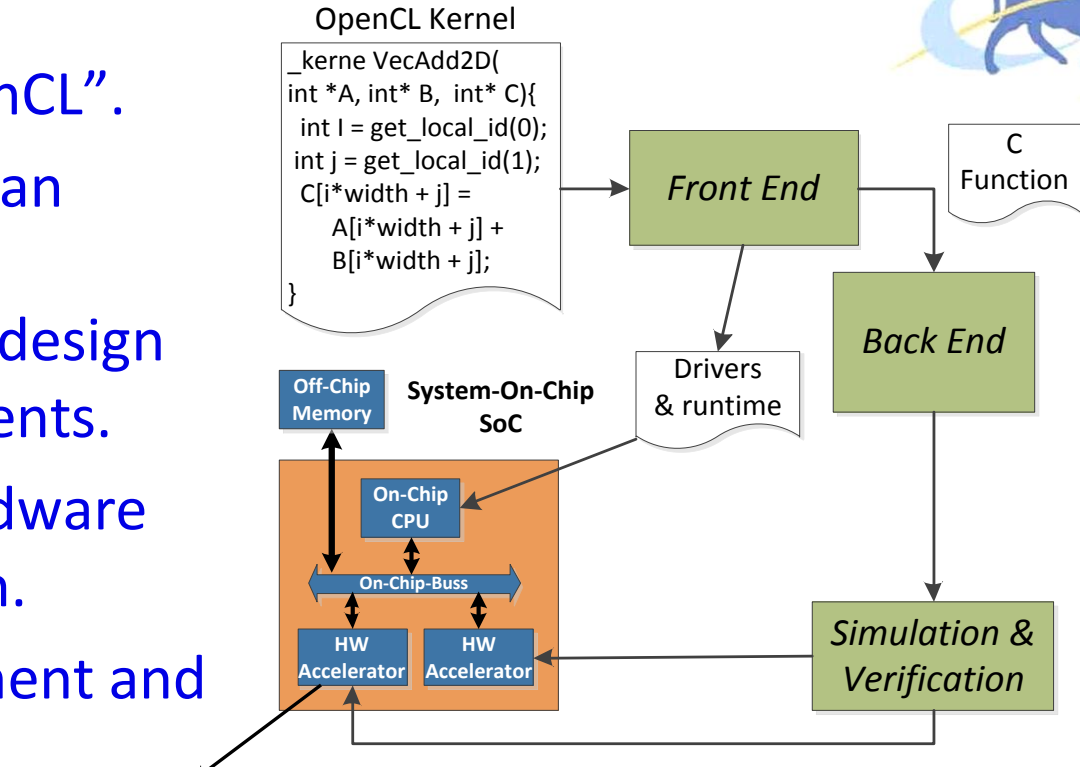 nCL”.
an
design
ents.
dware
n.
nent and
OpenCL Kernel
_kerne VecAdd2D(
int *A, int* B, int* C){
int I = get_local_id(0);
int j = get_local_id(1);
C[i*width + j] =
A[i*width + j] +
B[i*width + j];
}
Front End
C
Function
Back End
Drivers
& runtime
Off-Chip
Memory
System-On-Chip
SoC
On-Chip
CPU
On-Chip-Buss
HW
Accelerator
HW
Accelerator
Simulation &
Verification